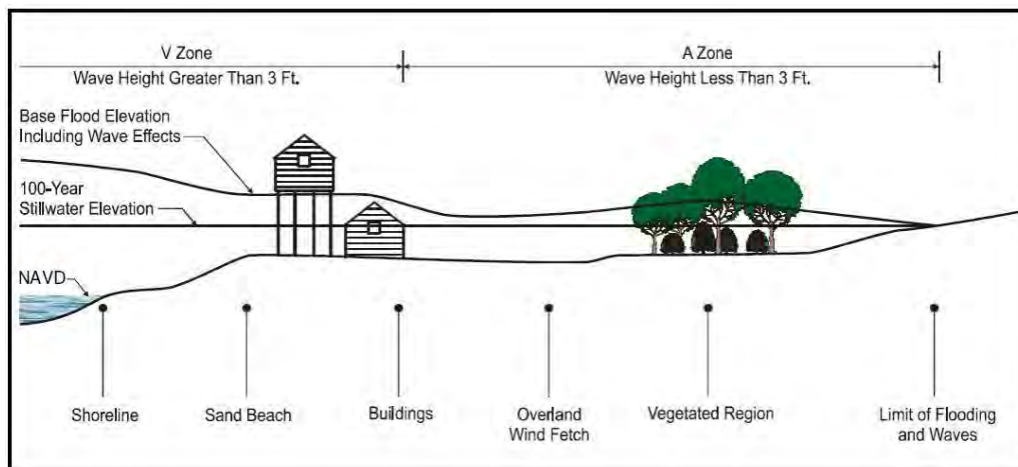 V Zone
Wave Height Greater Than 3 Ft.
A Zone
Wave Height Less Than 3 Ft.
Base Flood Elevation
Including Wave Effects
100-Year
Stillwater Elevation
NAVD
Shoreline
Sand Beach
Buildings
Overland
Wind Fetch
Vegetated Region
Limit of Flooding
and Waves